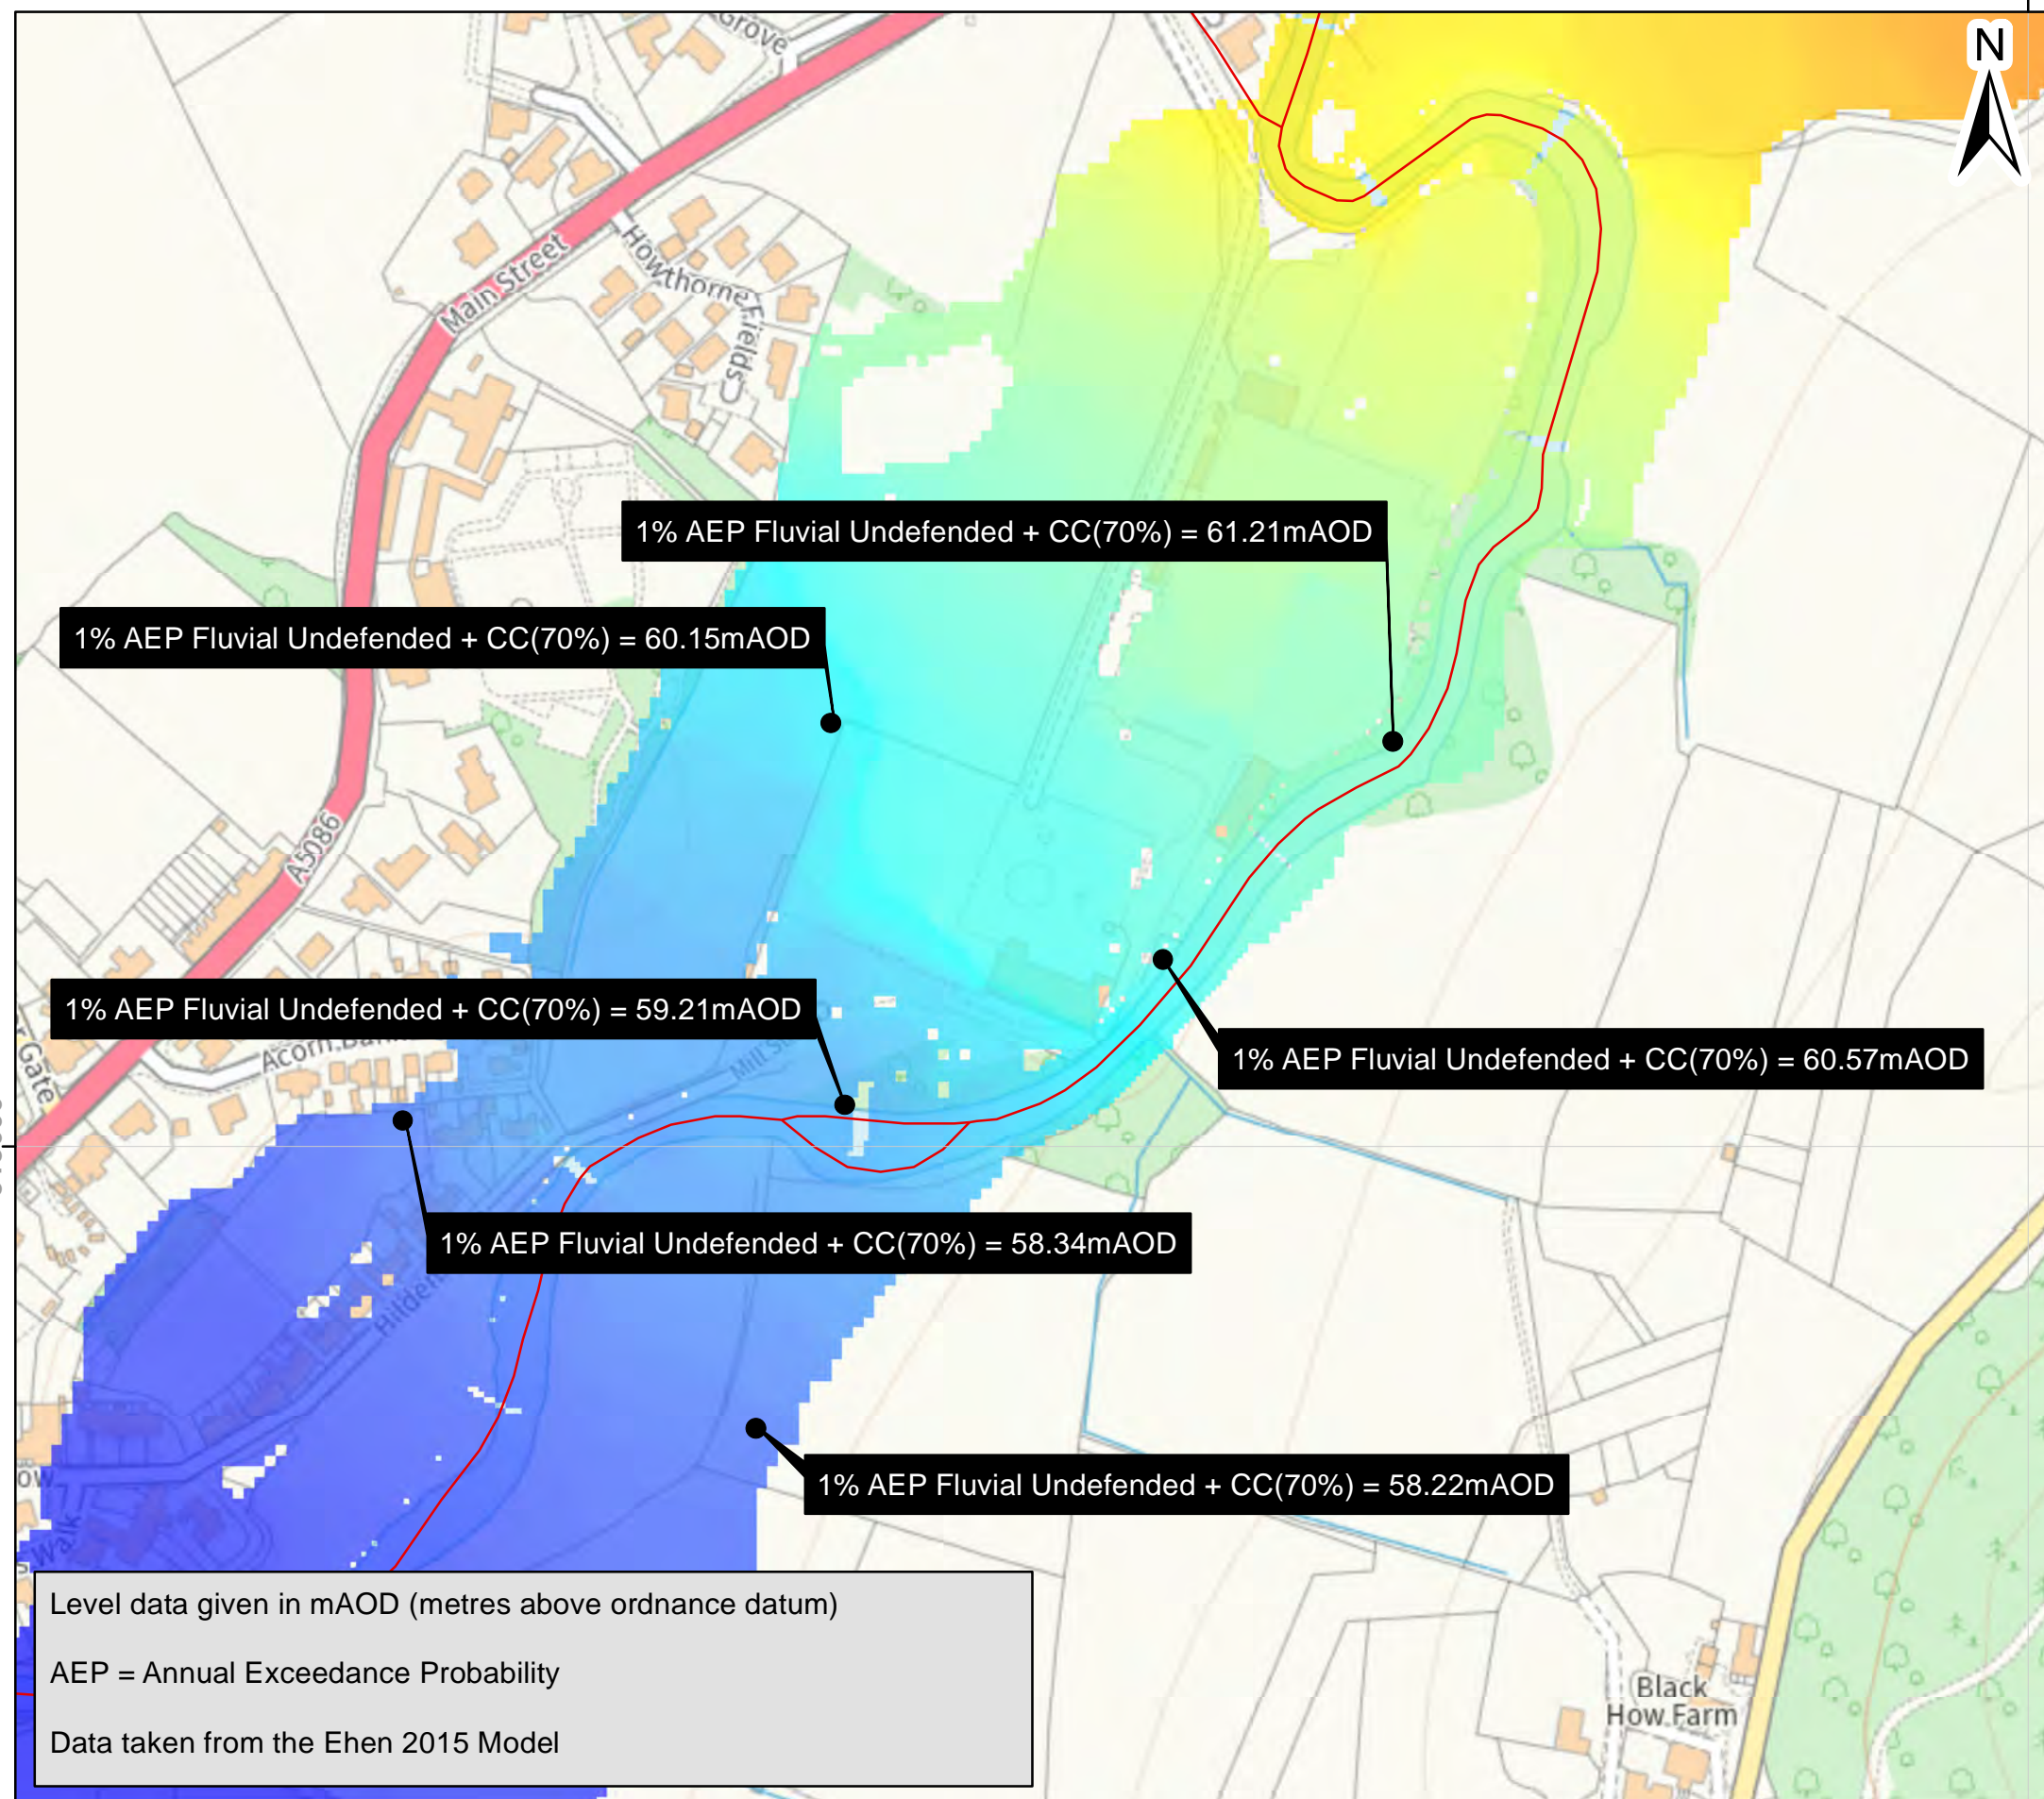 Grove
N
Main Street
Howthorne Fields
1% AEP Fluvial Undefended + CC(70%) = 61.21mAOD
1% AEP Fluvial Undefended + CC(70%) = 60.15mAOD
A5086
1% AEP Fluvial Undefended + CC(70%) = 59.21mAOD
Gate
Acorn Bank
Mill
1% AEP Fluvial Undefended + CC(70%) = 60.57mAOD
1% AEP Fluvial Undefended + CC(70%) = 58.34mAOD
1% AEP Fluvial Undefended + CC(70%) = 58.22mAOD
Walk
Level data given in mAOD (metres above ordnance datum)
AEP = Annual Exceedance Probability
Data taken from the Ehen 2015 Model
Black
How Farm